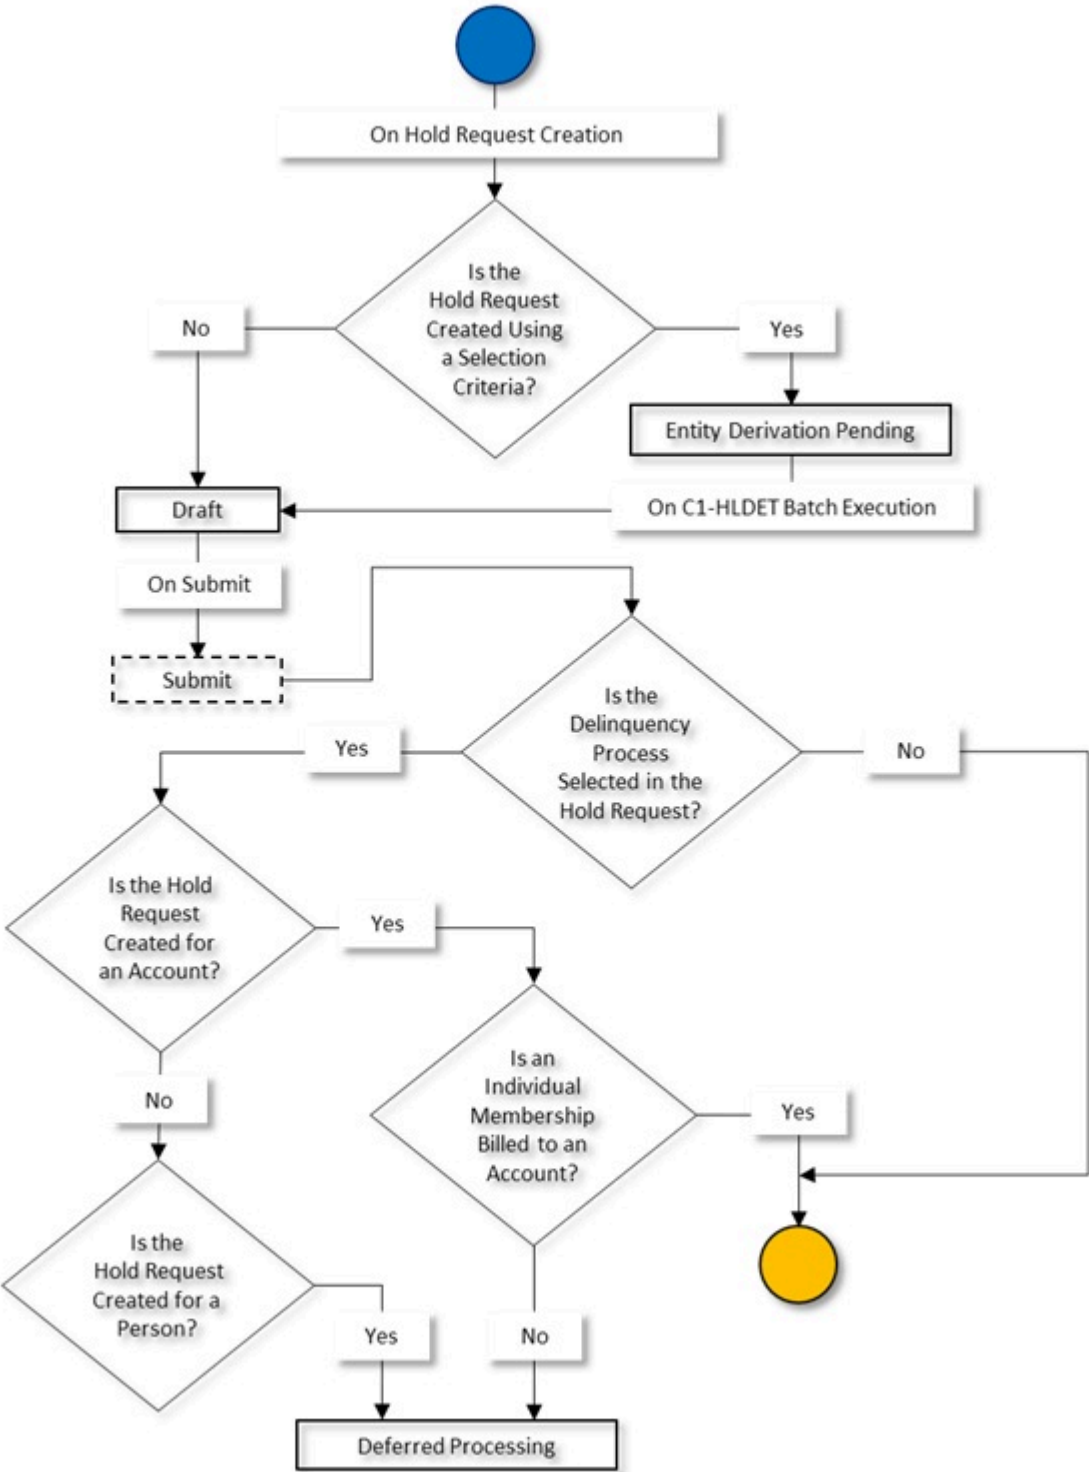 On Hold Request Creation
Is the
Hold Request
Created Using
a Selection
Criteria?
No
Yes
Entity Derivation Pending
Draft
On C1-HLDET Batch Execution
On Submit
Submit
Is the
Delinquency
Process
Selected in the
Hold Request?
Yes
No
Is the Hold
Request
Created for
an Account?
Yes
Is an
Individual
Membership
Billed to an
Account?
No
Yes
Is the
Hold Request
Created for a
Person?
Yes
No
Deferred Processing